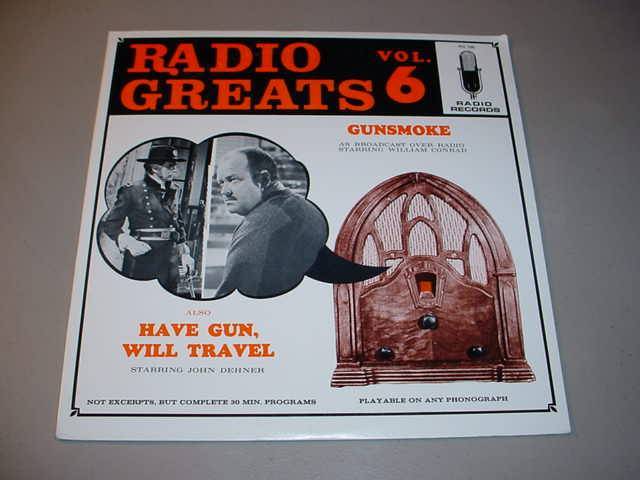 RADIO
GREATS
VOL.
6
RADIO
RECORDS
GUNSMOKE
AS BROADCAST OVER RADIO
STARRING WILLIAM CONRAD
ALSO
HAVE GUN,
WILL TRAVEL
STARRING JOHN DEHNER
NOT EXCERPTS, BUT COMPLETE 30 MIN. PROGRAMS
PLAYABLE ON ANY PHONOGRAPH